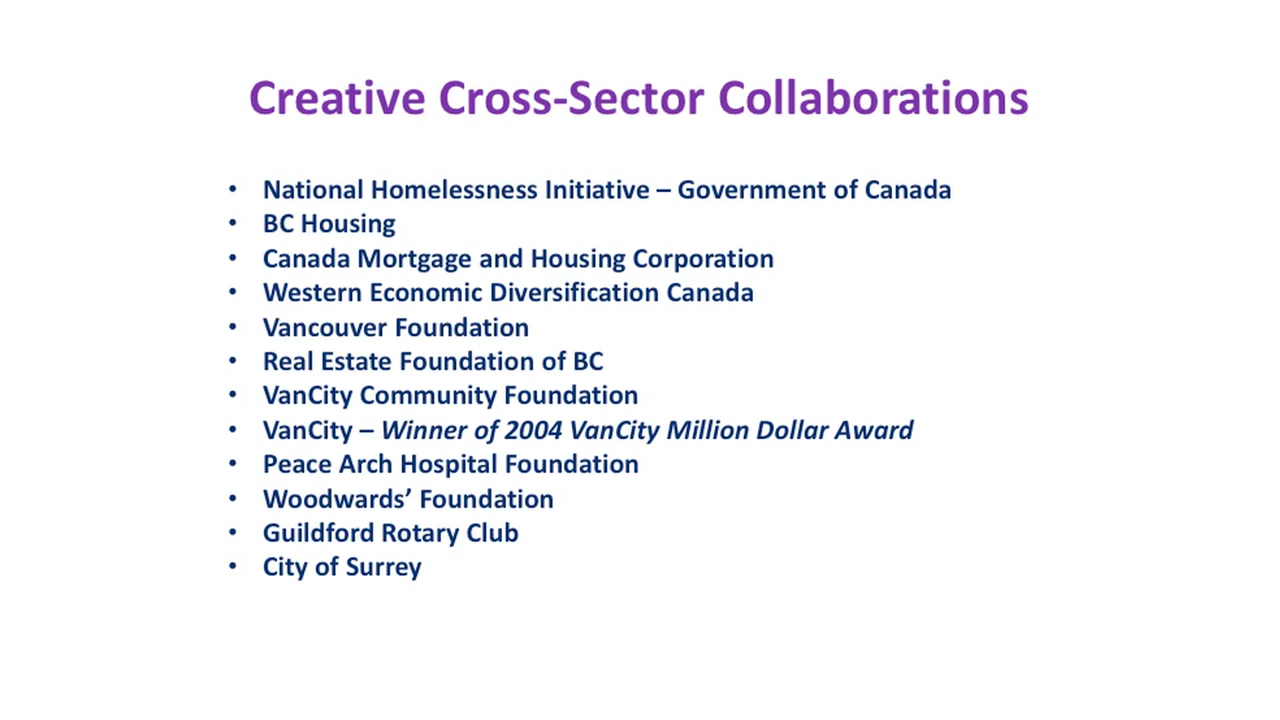 Creative Cross-Sector Collaborations
• National Homelessness Initiative – Government of Canada
• BC Housing
• Canada Mortgage and Housing Corporation
• Western Economic Diversification Canada
• Vancouver Foundation
• Real Estate Foundation of BC
• VanCity Community Foundation
• VanCity – Winner of 2004 VanCity Million Dollar Award
• Peace Arch Hospital Foundation
• Woodwards’ Foundation
• Guildford Rotary Club
• City of Surrey